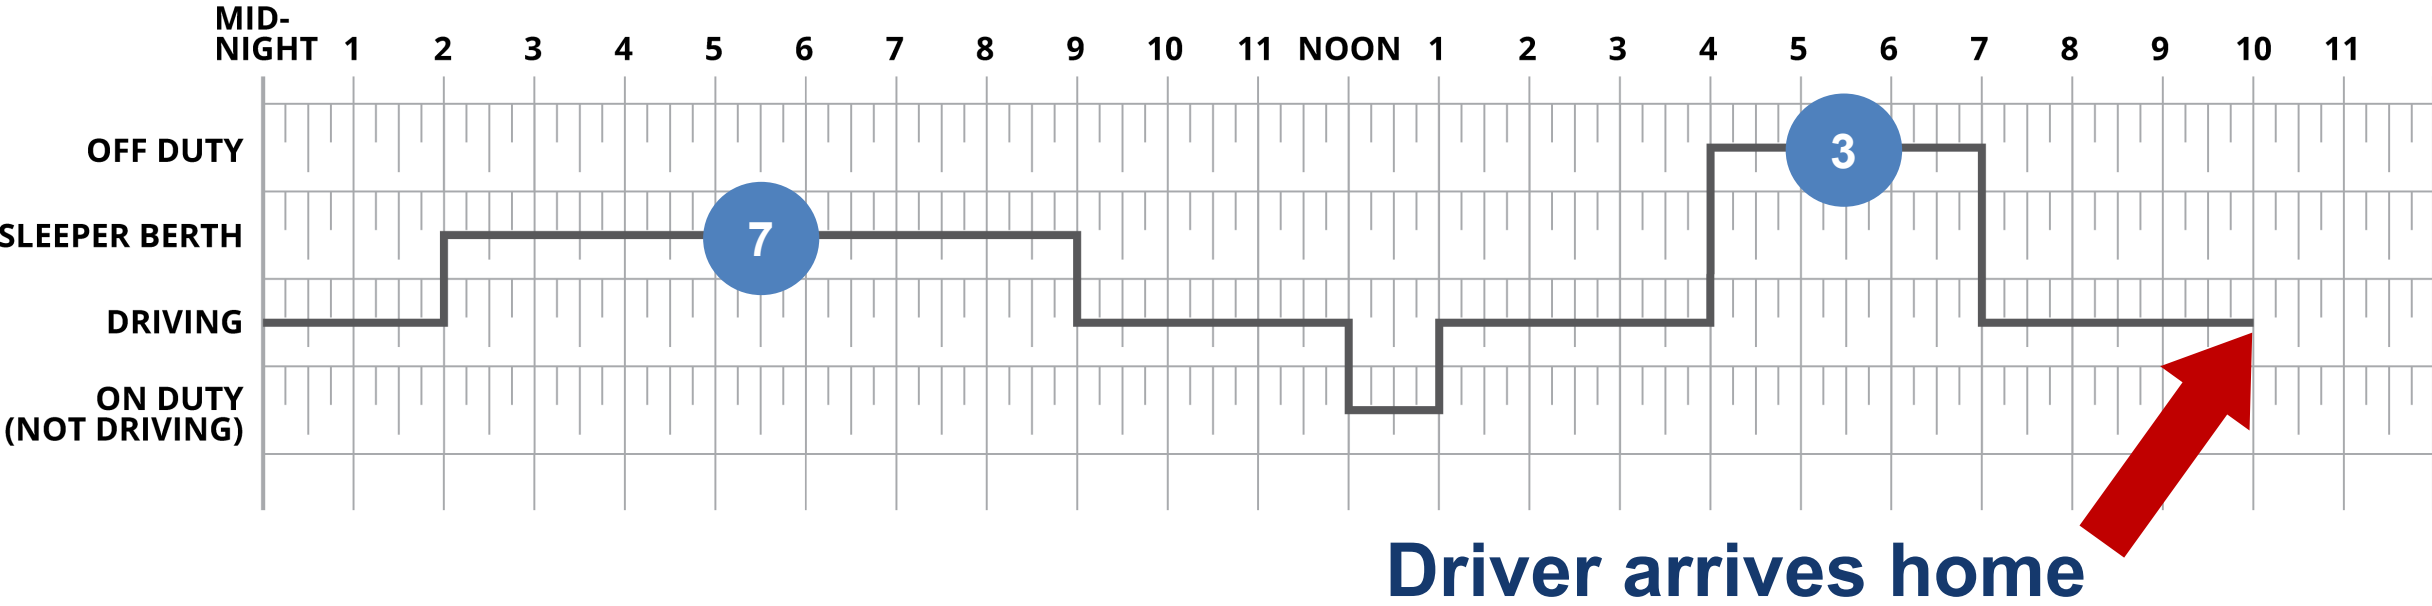 MID-
NIGHT 1 2 3 4 5 6 7 8 9 10 11 NOON 1 2 3 4 5 6 7 8 9 10 11
OFF DUTY
3
SLEEPER BERTH
7
DRIVING
ON DUTY
(NOT DRIVING)
Driver arrives home